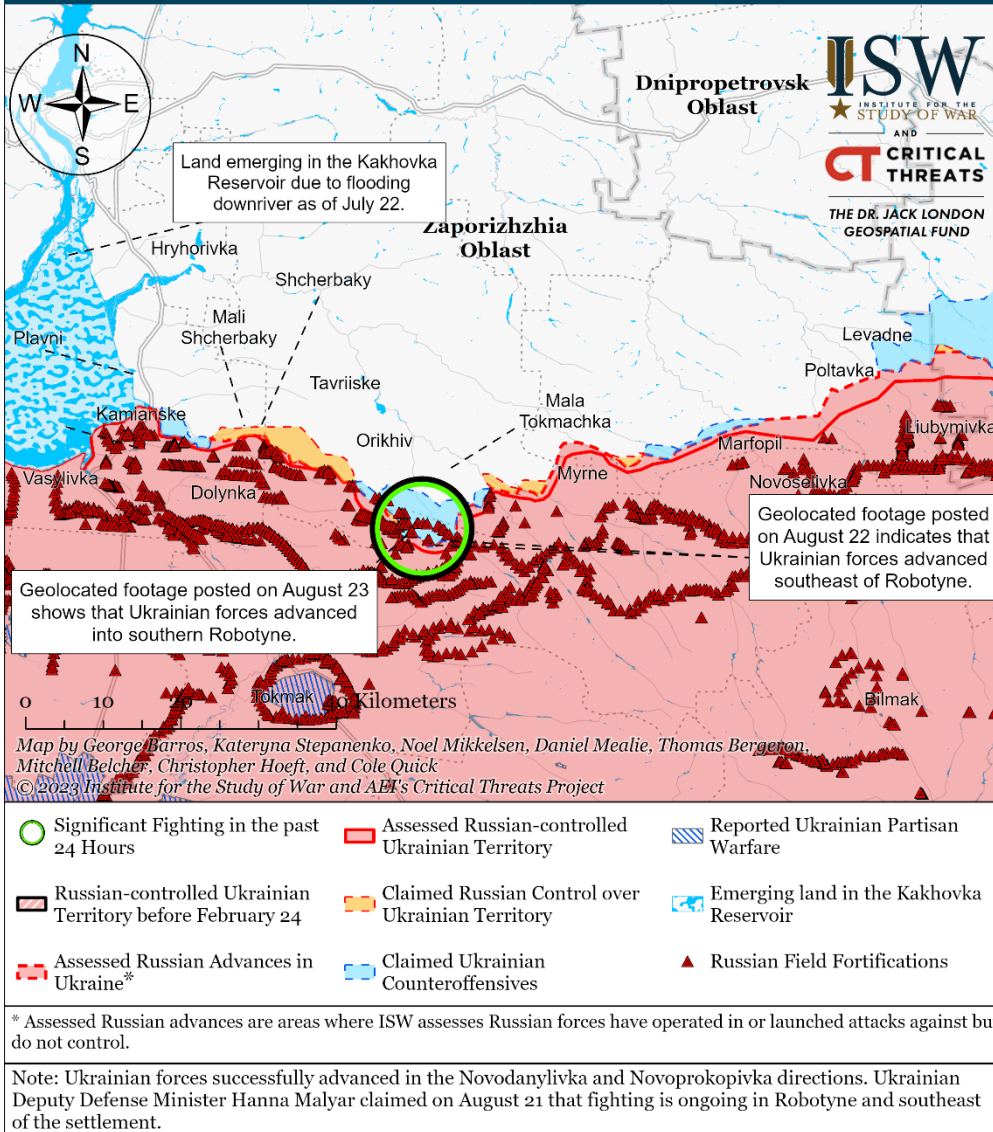 N
W E
S
Dnipropetrovsk
Oblast
ISW
INSTITUTE FOR THE
STUDY OF WAR
AND
CT CRITICAL
THREATS
THE DR. JACK LONDON
GEOSPATIAL FUND
Land emerging in the Kakhovka
Reservoir due to flooding
downriver as of July 22.
Zaporizhzhia
Oblast
Hryhorivka
Shcherbaky
Mali
Shcherbaky
Plavni
Levadne
Poltavka
Tavriiske
Mala
Tokmachka
Kamianske
Orikhiv
Marfopil
Liubymivka
Vasylivka
Dolynka
Myrne
Novoselivka
Geolocated footage posted
on August 22 indicates that
Ukrainian forces advanced
southeast of Robotyne.
Geolocated footage posted on August 23
shows that Ukrainian forces advanced
into southern Robotyne.
Tokmak
Bilmak
0 10 20 40 Kilometers
Map by George Barros, Kateryna Stepanenko, Noel Mikkelsen, Daniel Mealie, Thomas Bergeron,
Mitchell Belcher, Christopher Hoeft, and Cole Quick
© 2023 Institute for the Study of War and AEI's Critical Threats Project
Significant Fighting in the past
24 Hours
Assessed Russian-controlled
Ukrainian Territory
Reported Ukrainian Partisan
Warfare
Russian-controlled Ukrainian
Territory before February 24
Claimed Russian Control over
Ukrainian Territory
Emerging land in the Kakhovka
Reservoir
Assessed Russian Advances in
Ukraine*
Claimed Ukrainian
Counteroffensives
Russian Field Fortifications
* Assessed Russian advances are areas where ISW assesses Russian forces have operated in or launched attacks against bu
do not control.
Note: Ukrainian forces successfully advanced in the Novodanylivka and Novoprokopivka directions. Ukrainian
Deputy Defense Minister Hanna Malyar claimed on August 21 that fighting is ongoing in Robotyne and southeast
of the settlement.